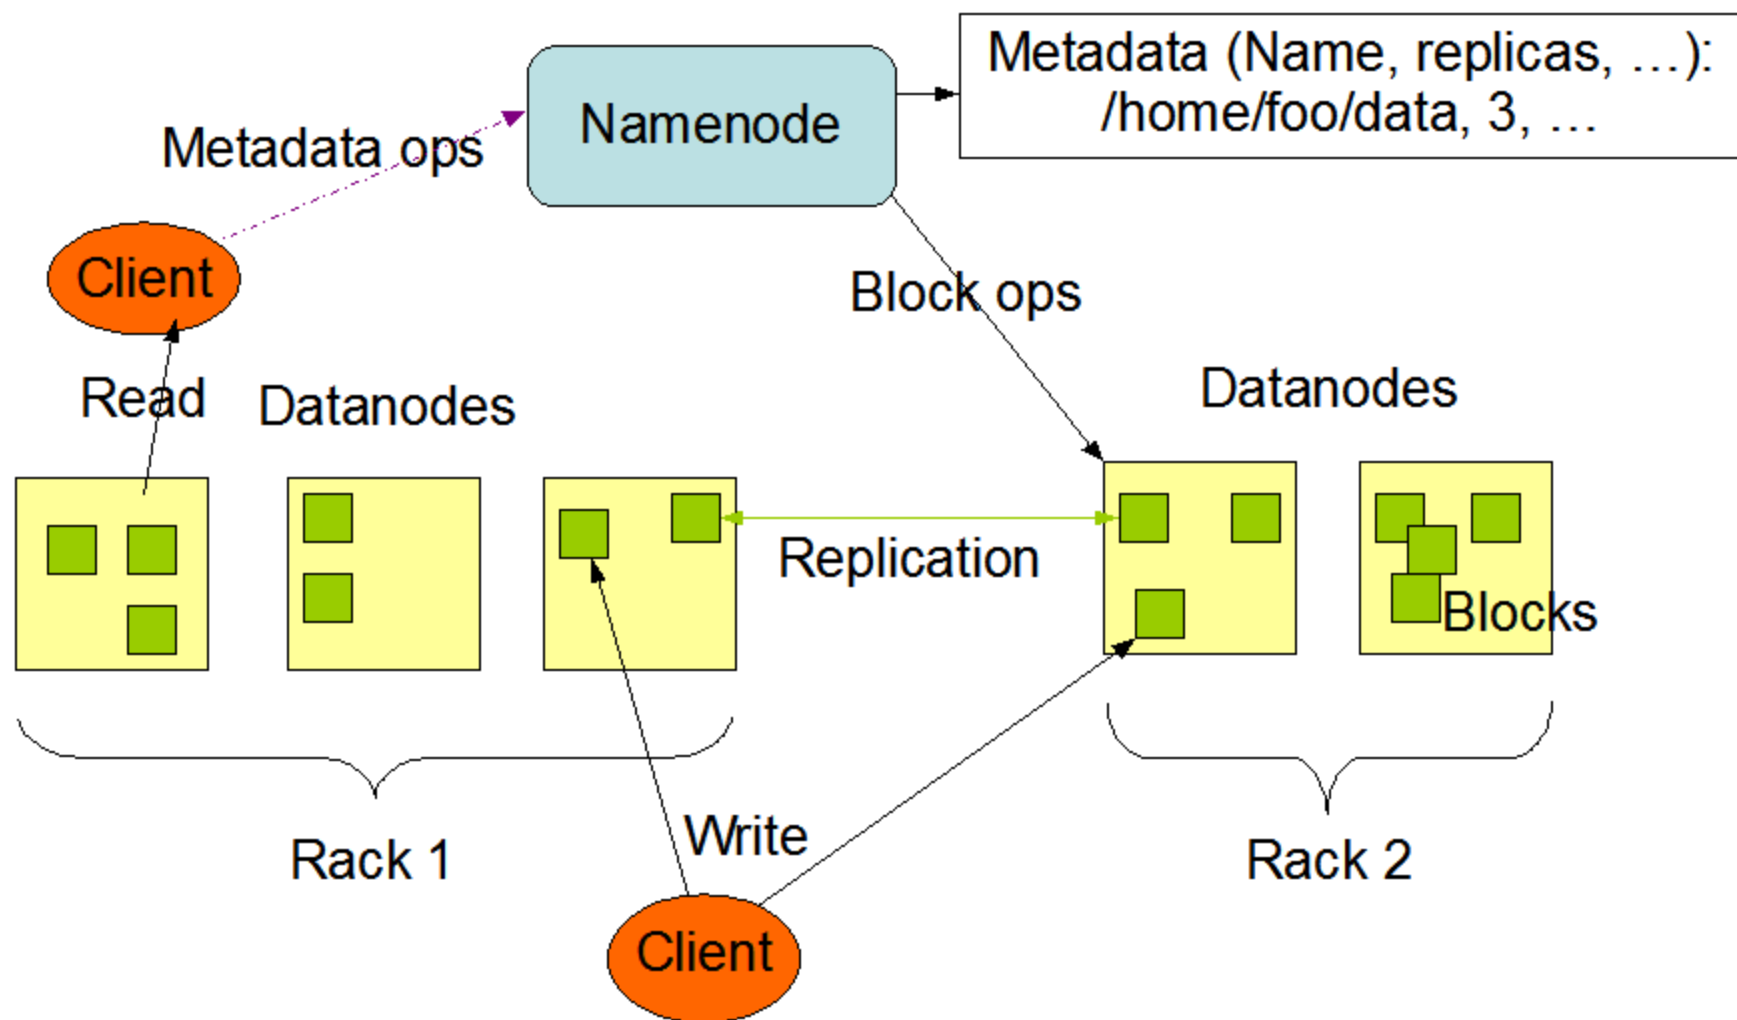 Metadata (Name, replicas, …):
/home/foo/data, 3, …
Namenode
Metadata ops
Client
Block ops
Read
Datanodes
Datanodes
Replication
Blocks
Rack 1
Write
Rack 2
Client